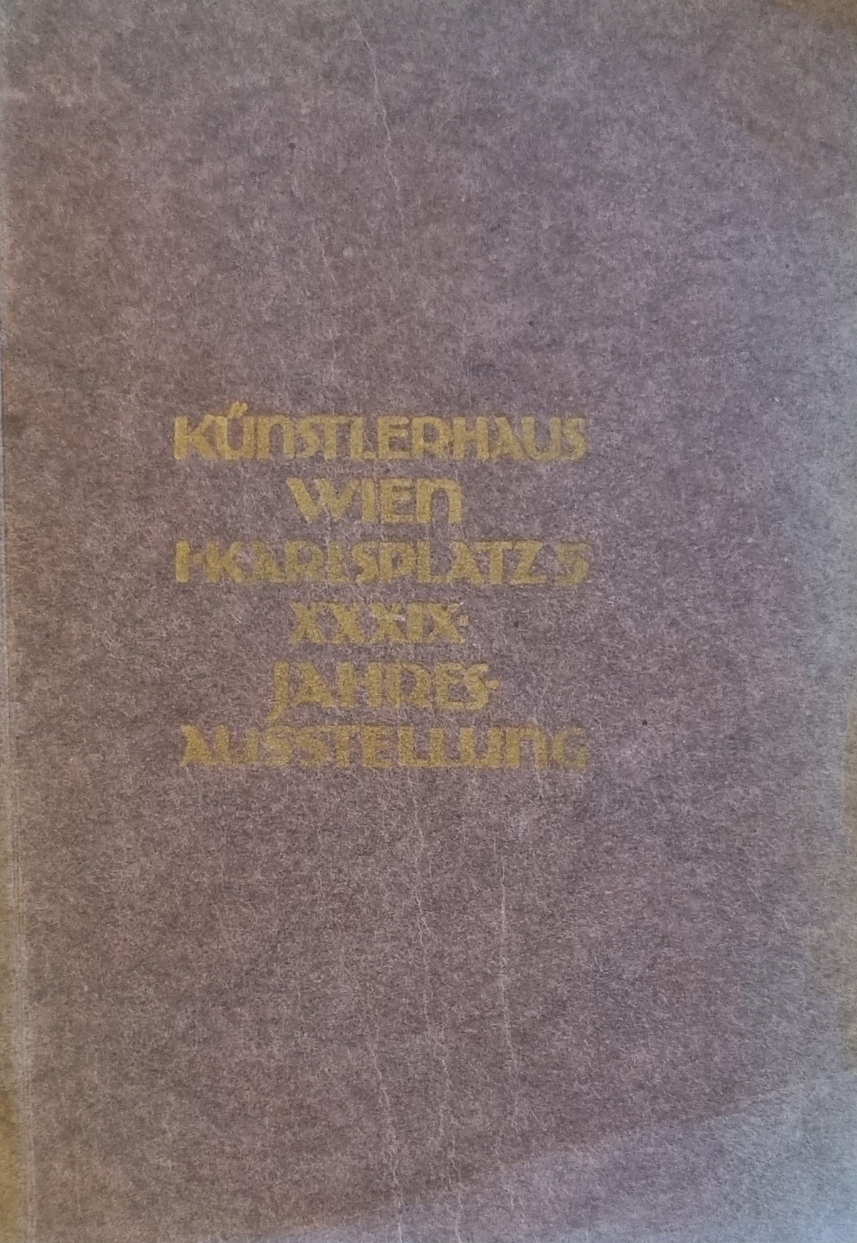 KÜNSTLERHAUS
WIEN
I·KARLSPLATZ 5
XXXIX·
JAHRES-
AUSSTELLUNG